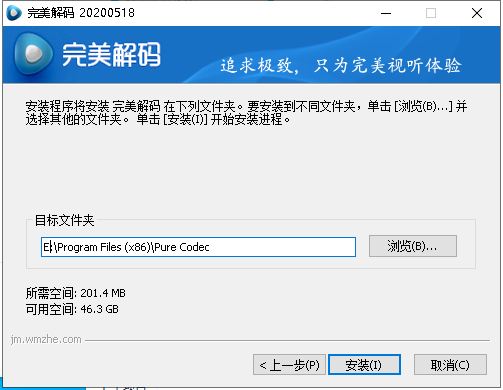 完美解码 20200518
完美解码
追求极致，只为完美视听体验
安装程序将安装 完美解码 在下列文件夹。要安装到不同文件夹，单击 [浏览(B)...] 并
选择其他的文件夹。 单击 [安装(I)] 开始安装进程。
目标文件夹
E:\Program Files (x86)\Pure Codec
浏览(B)...
所需空间: 201.4 MB
可用空间: 46.3 GB
jm.wmzhe.com
< 上一步(P)
安装(I)
取消(C)